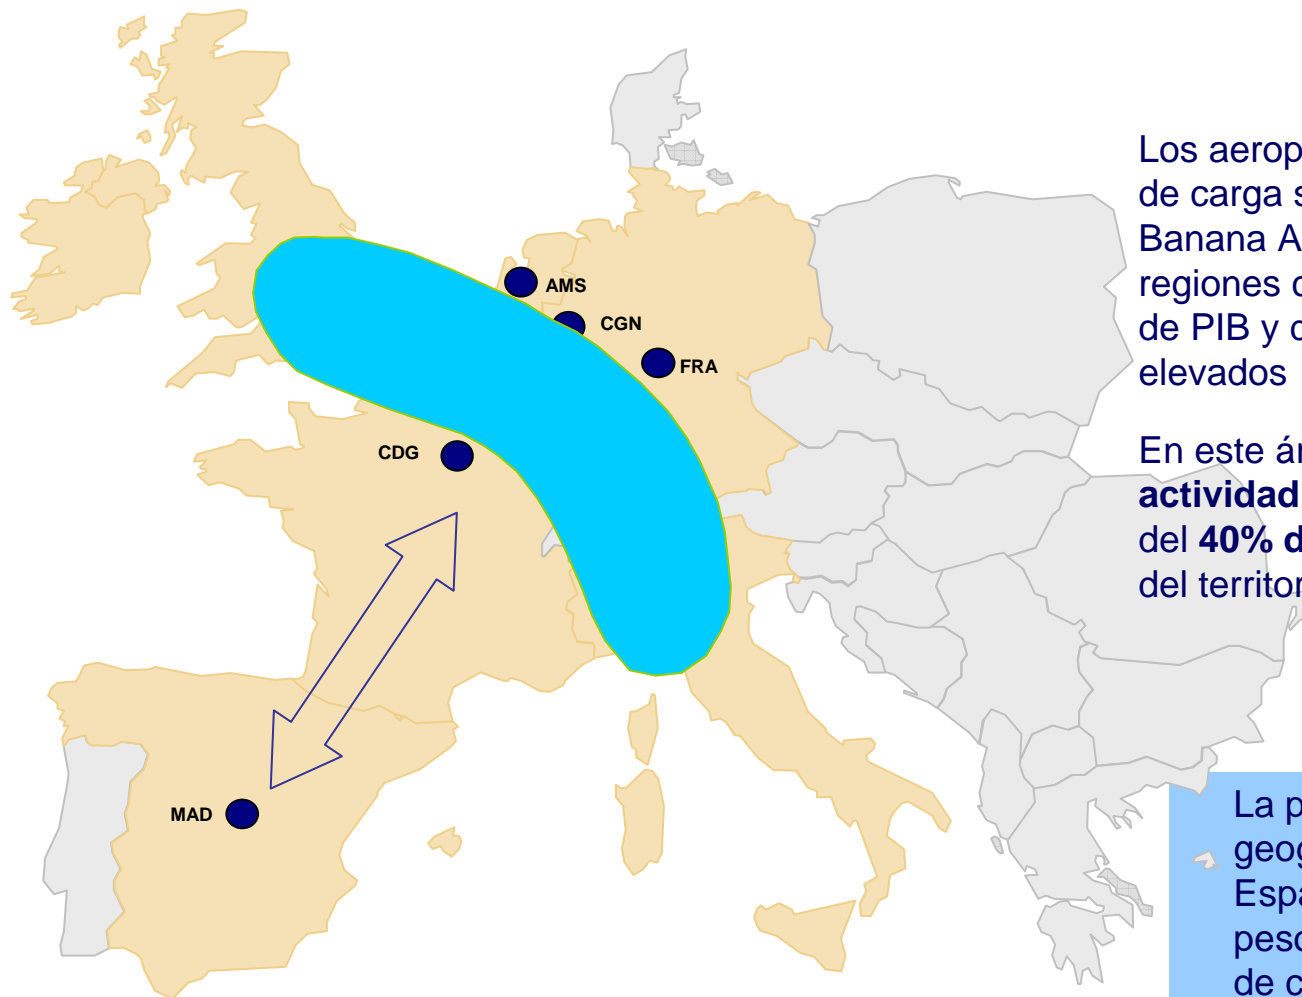 AMS
CGN
FRA
CDG
MAD
Los aerop
de carga s
Banana A
regiones
de PIB y
elevados
En este ár
actividad
del 40% d
del territor
La p
geog
Espa
peso
de c